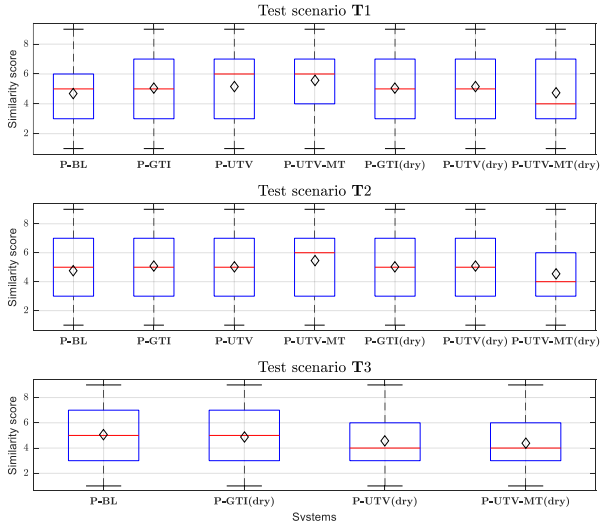 Test scenario T1
Similarity score
8
6
4
2
P-BL P-GTI P-UTV P-UTV-MT P-GTI(dry) P-UTV(dry) P-UTV-MT(dry)
Test scenario T2
Similarity score
8
6
4
2
P-BL P-GTI P-UTV P-UTV-MT P-GTI(dry) P-UTV(dry) P-UTV-MT(dry)
Test scenario T3
Similarity score
8
6
4
2
P-BL P-GTI(dry) P-UTV(dry) P-UTV-MT(dry)
Systems